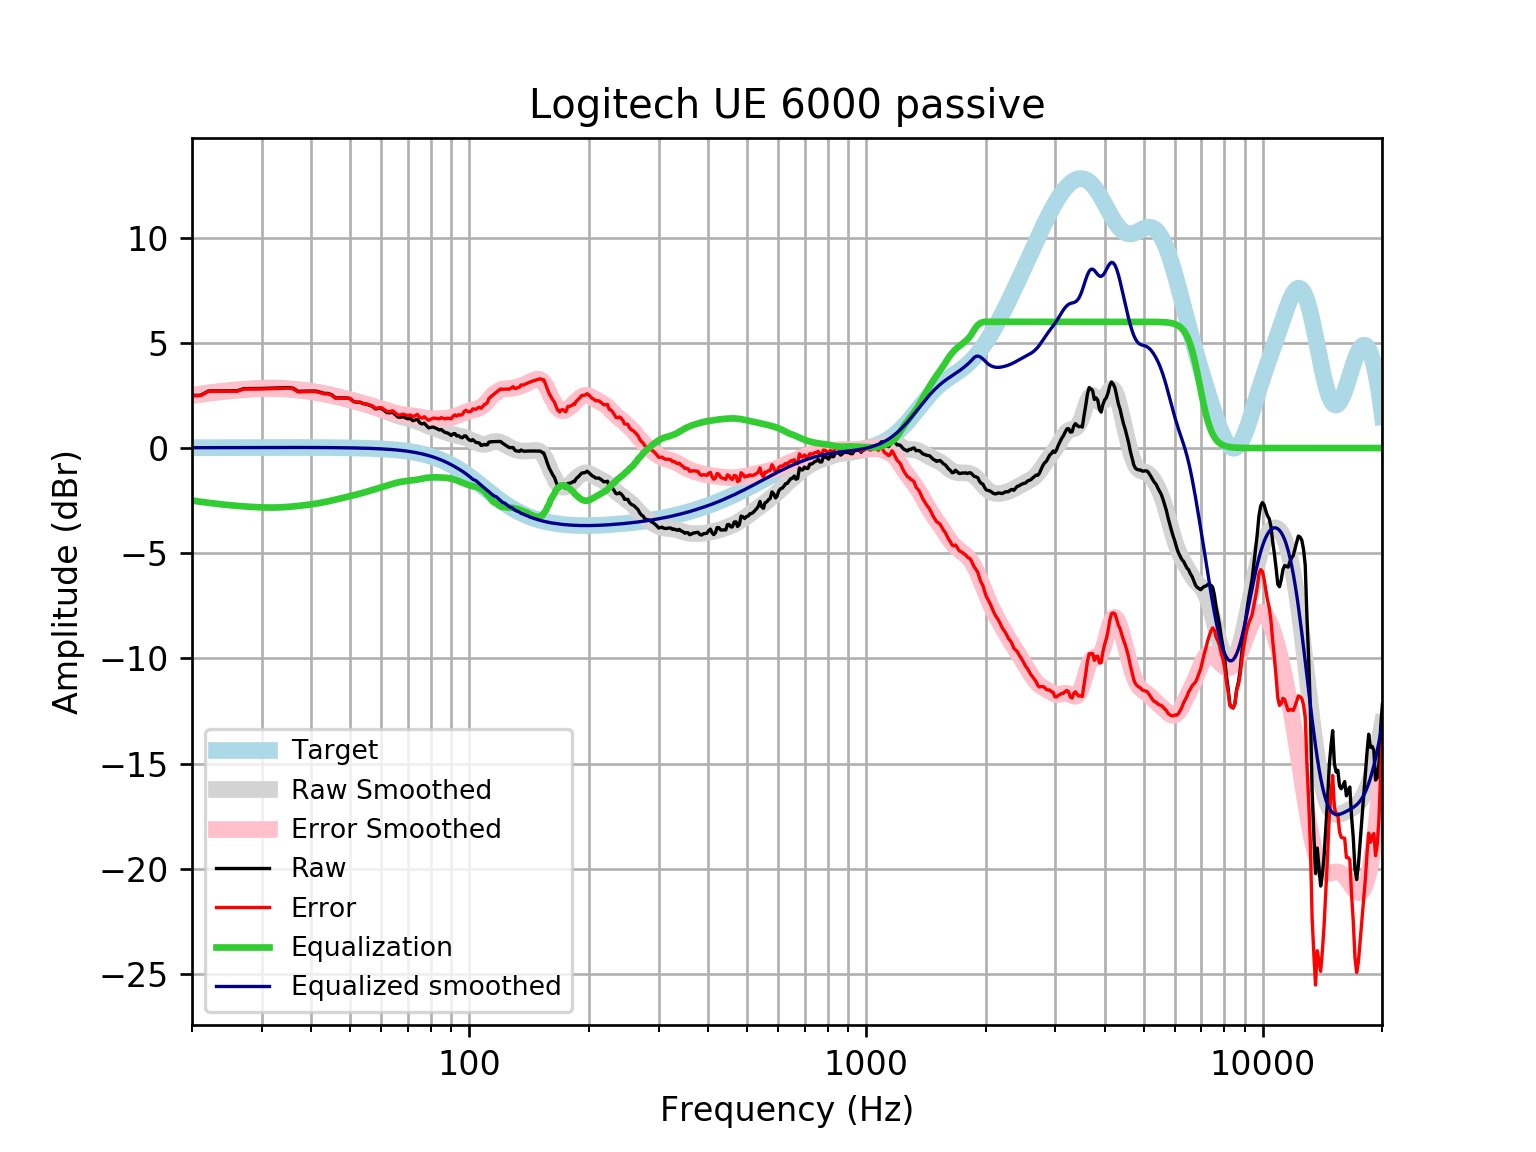 Logitech UE 6000 passive
Amplitude (dBr)
10
5
0
−5
−10
−15
−20
−25
Target
Raw Smoothed
Error Smoothed
Raw
Error
Equalization
Equalized smoothed
100
1000
10000
Frequency (Hz)